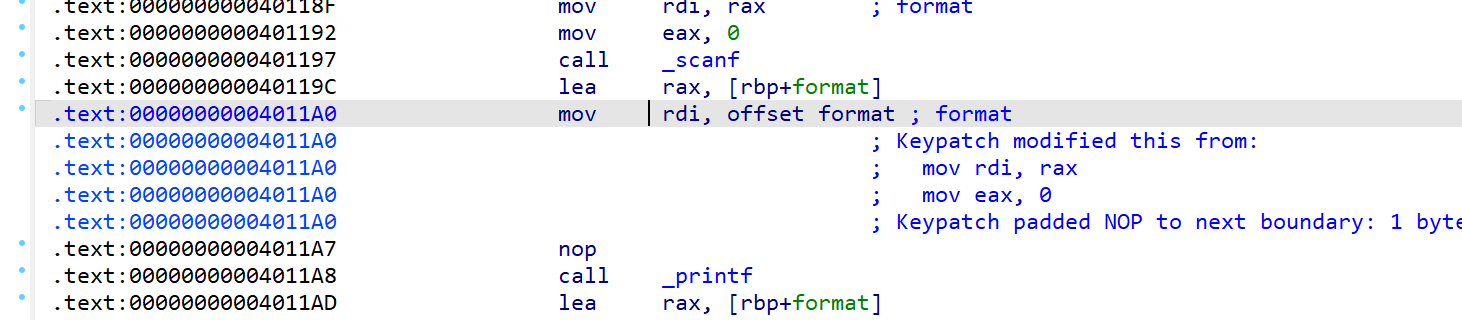 .text:000000000040118F mov rdi, rax ; format
.text:0000000000401192 mov eax, 0
.text:0000000000401197 call _scanf
.text:000000000040119C lea rax, [rbp+format]
.text:00000000004011A0 mov rdi, offset format ; format
.text:00000000004011A0 ; Keypatch modified this from:
.text:00000000004011A0 ; mov rdi, rax
.text:00000000004011A0 ; mov eax, 0
.text:00000000004011A0 ; Keypatch padded NOP to next boundary: 1 byte
.text:00000000004011A7 nop
.text:00000000004011A8 call _printf
.text:00000000004011AD lea rax, [rbp+format]